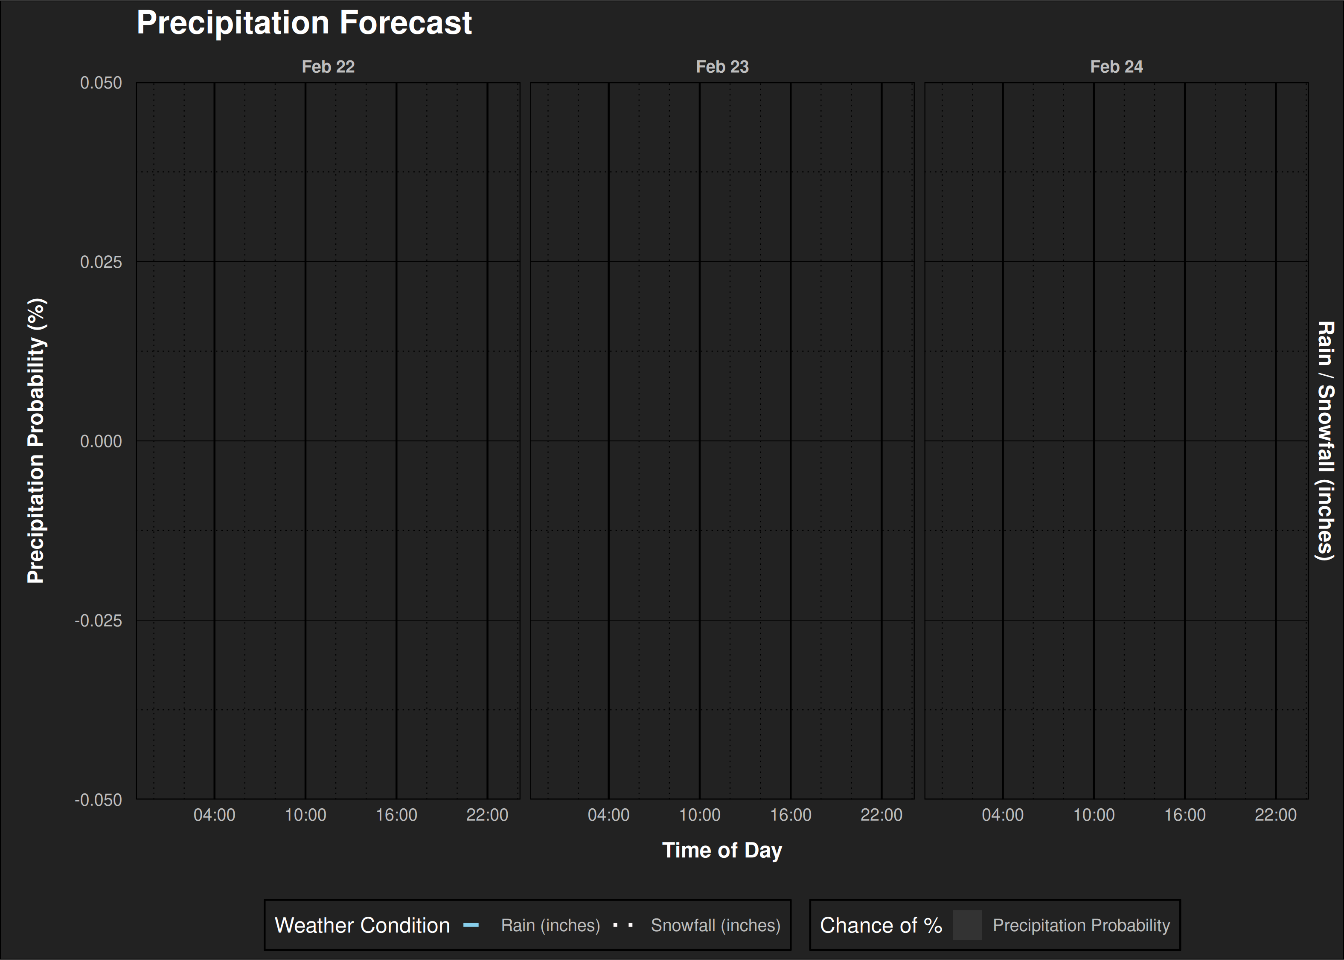 Precipitation Forecast
Feb 22 Feb 23 Feb 24
0.050
0.025
0.000
-0.025
-0.050
Precipitation Probability (%)
Rain / Snowfall (inches)
04:00 10:00 16:00 22:00 04:00 10:00 16:00 22:00 04:00 10:00 16:00 22:00
Time of Day
Weather Condition Rain (inches) Snowfall (inches) Chance of % Precipitation Probability